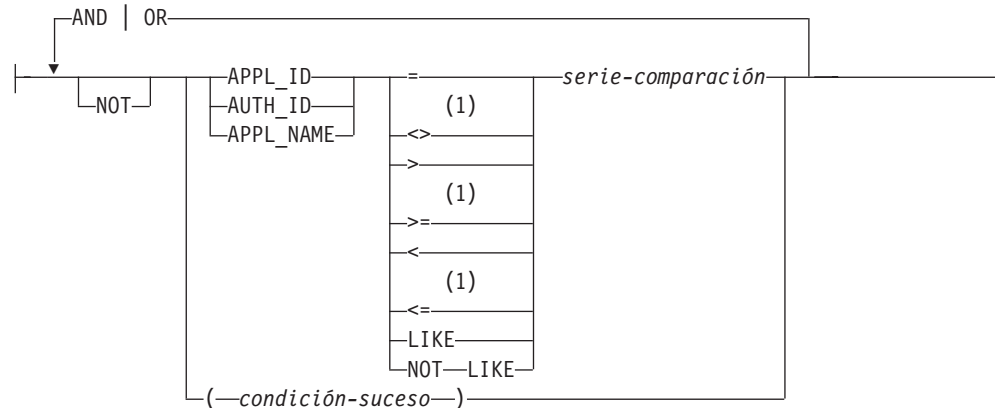 AND | OR
NOT
APPL_ID
AUTH_ID
APPL_NAME
=
(1)
<>
>
(1)
>=
<
(1)
<=
LIKE
NOT LIKE
serie-comparación
( condición-suceso )